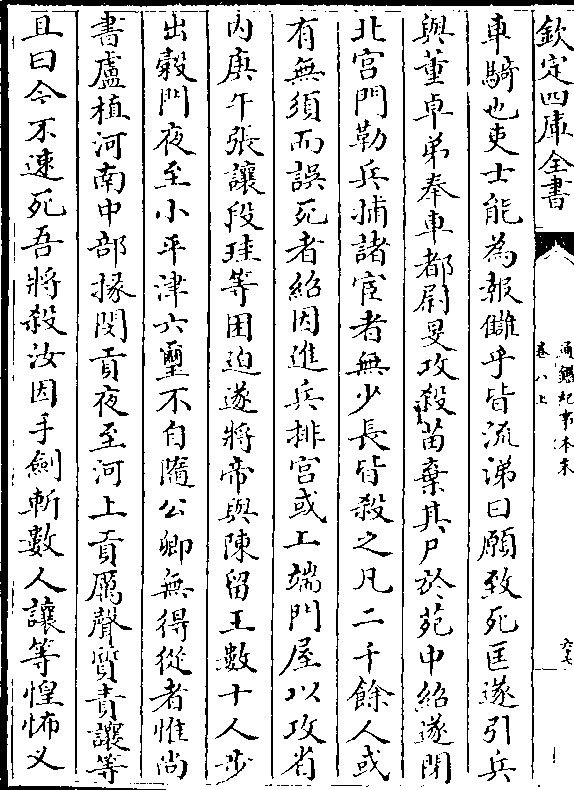 欽定四庫全書
通鑑紀事本末
卷八上
六七
車騎也吏士能為報讎乎皆流涕曰願致死匡遂引兵
與董卓弟奉車都尉旻攻殺苗棄其尸於苑中紹遂閉
北宫門勒兵捕諸宦者無少長皆殺之凡二千餘人或
有無須而誤死者紹因進兵排宫或上端門屋以攻省
内庚午張讓段珪等困迫遂將帝與陳留王數十人步
出穀門夜至小平津六璽不自隨公卿無得從者惟尚
書盧植河南中部掾閔貢夜至河上貢厲聲質責讓等
且曰今不速死吾將殺汝因手劍斬數人讓等惶怖乂